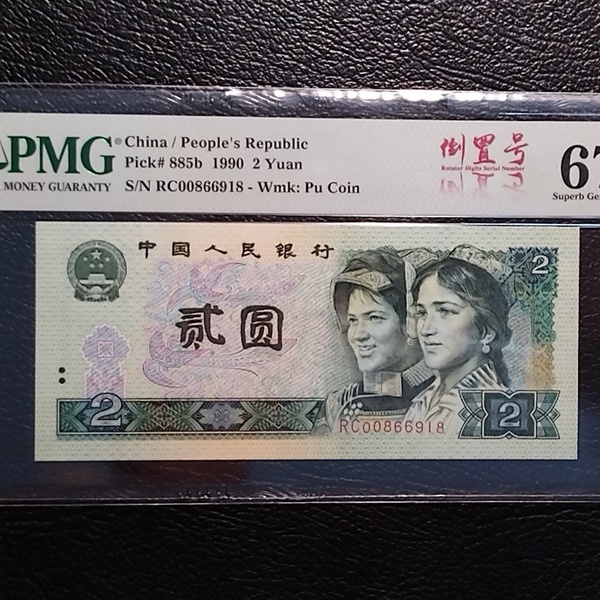 PMG®
MONEY GUARANTY
China / People's Republic
Pick# 885b 1990 2 Yuan
S/N RC00866918 - Wmk: Pu Coin
倒置号
Rotator Digits Serial Number
67
Superb Ge
中国人民银行
贰圆
2
2
2
RC00866918